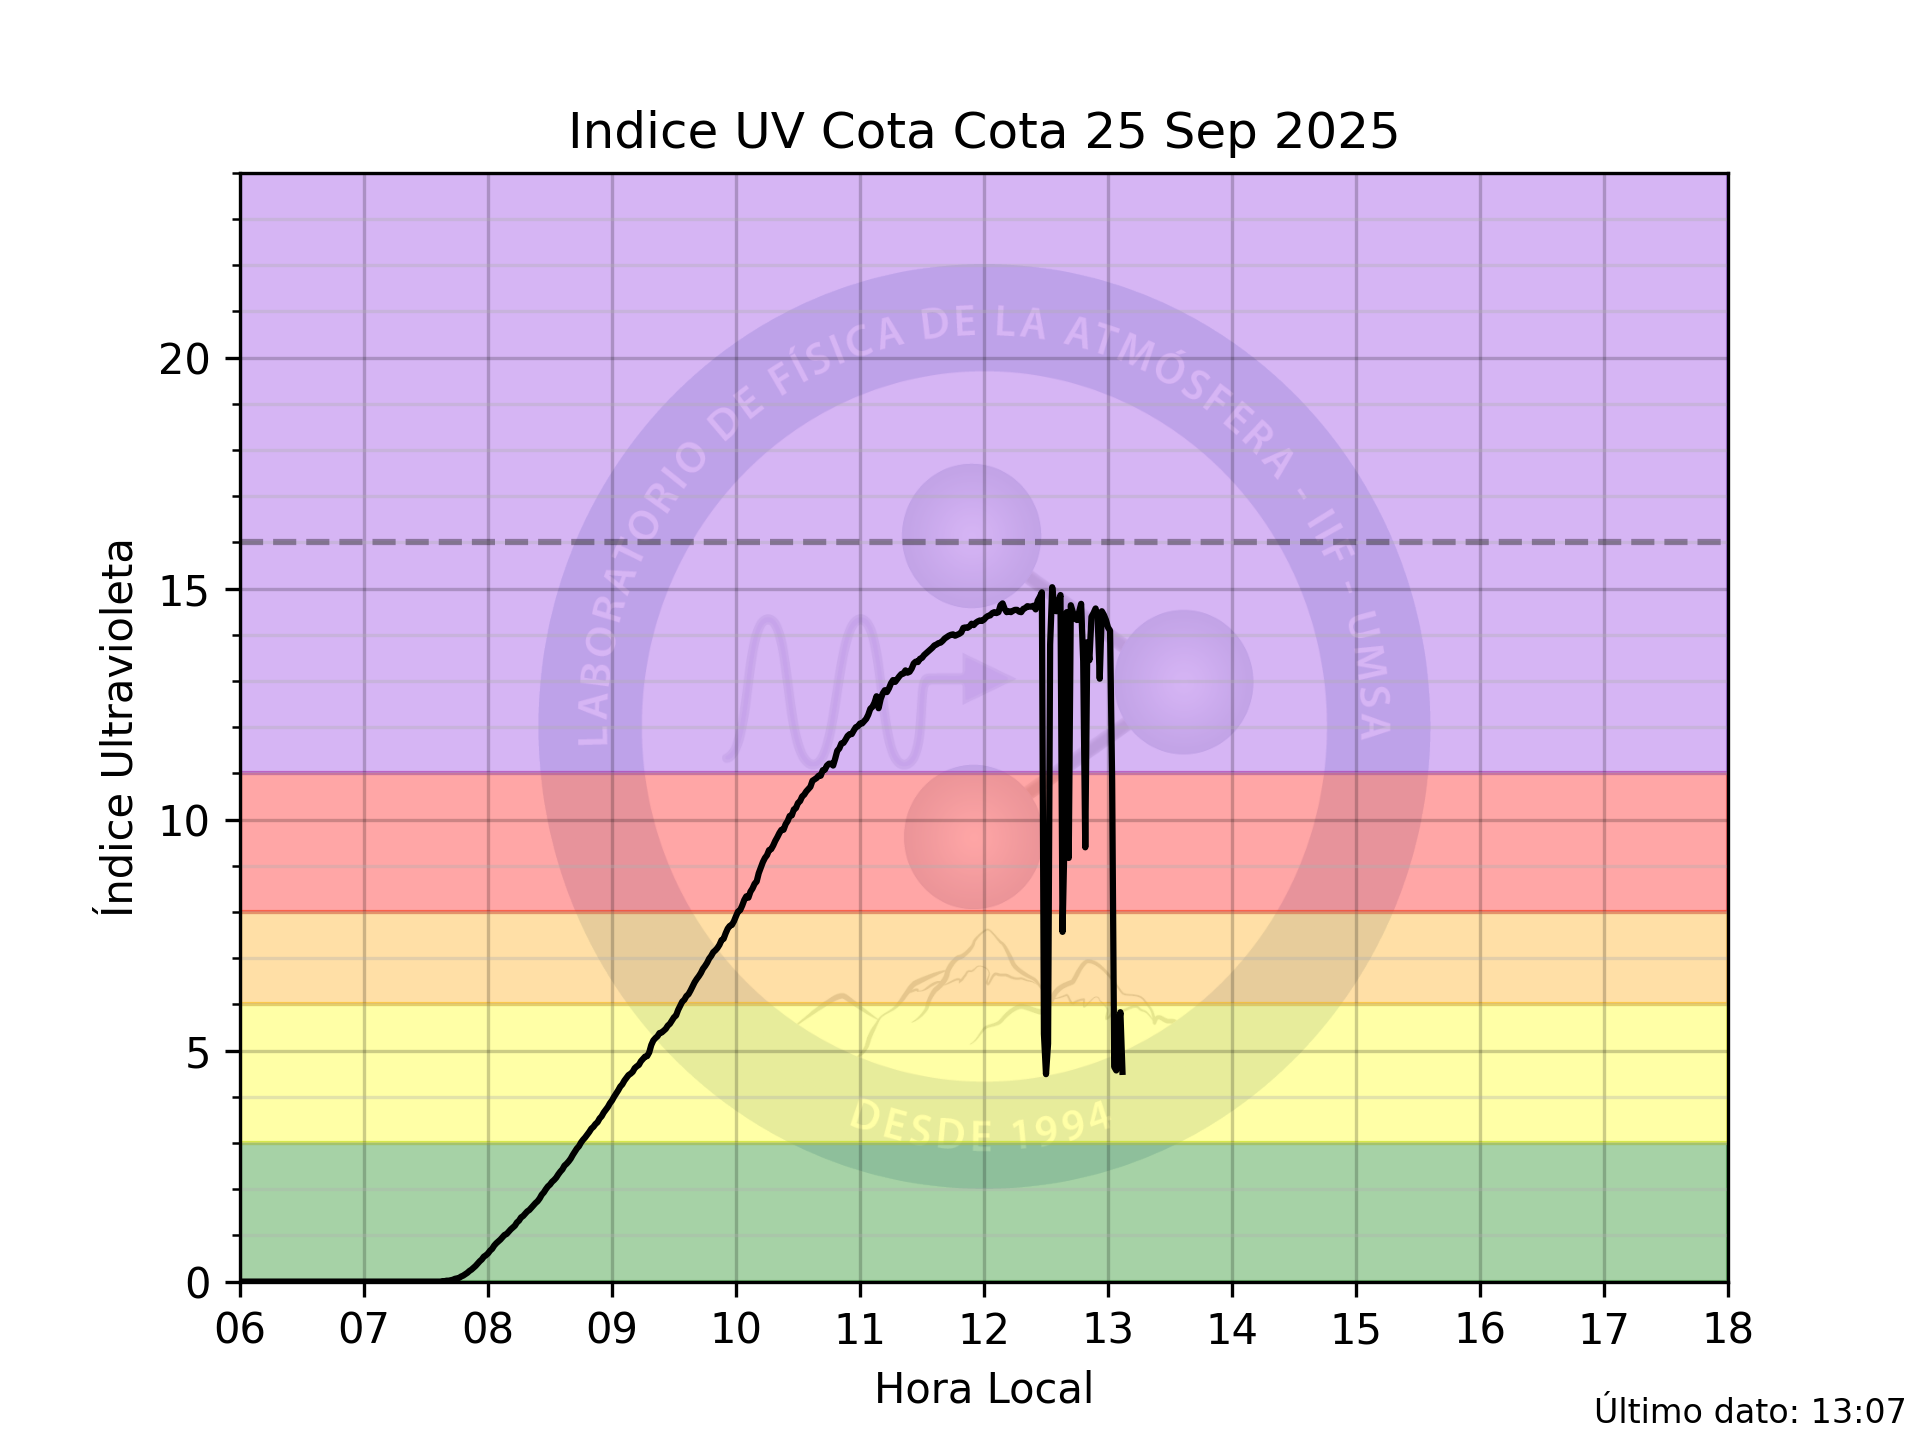 Indice UV Cota Cota 25 Sep 2025
Índice Ultravioleta
20
15
10
5
0
06 07 08 09 10 11 12 13 14 15 16 17 18
Hora Local
Último dato: 13:07
LABORATORIO DE FÍSICA DE LA ATMÓSFERA - IIF - UMSA
DESDE 1994